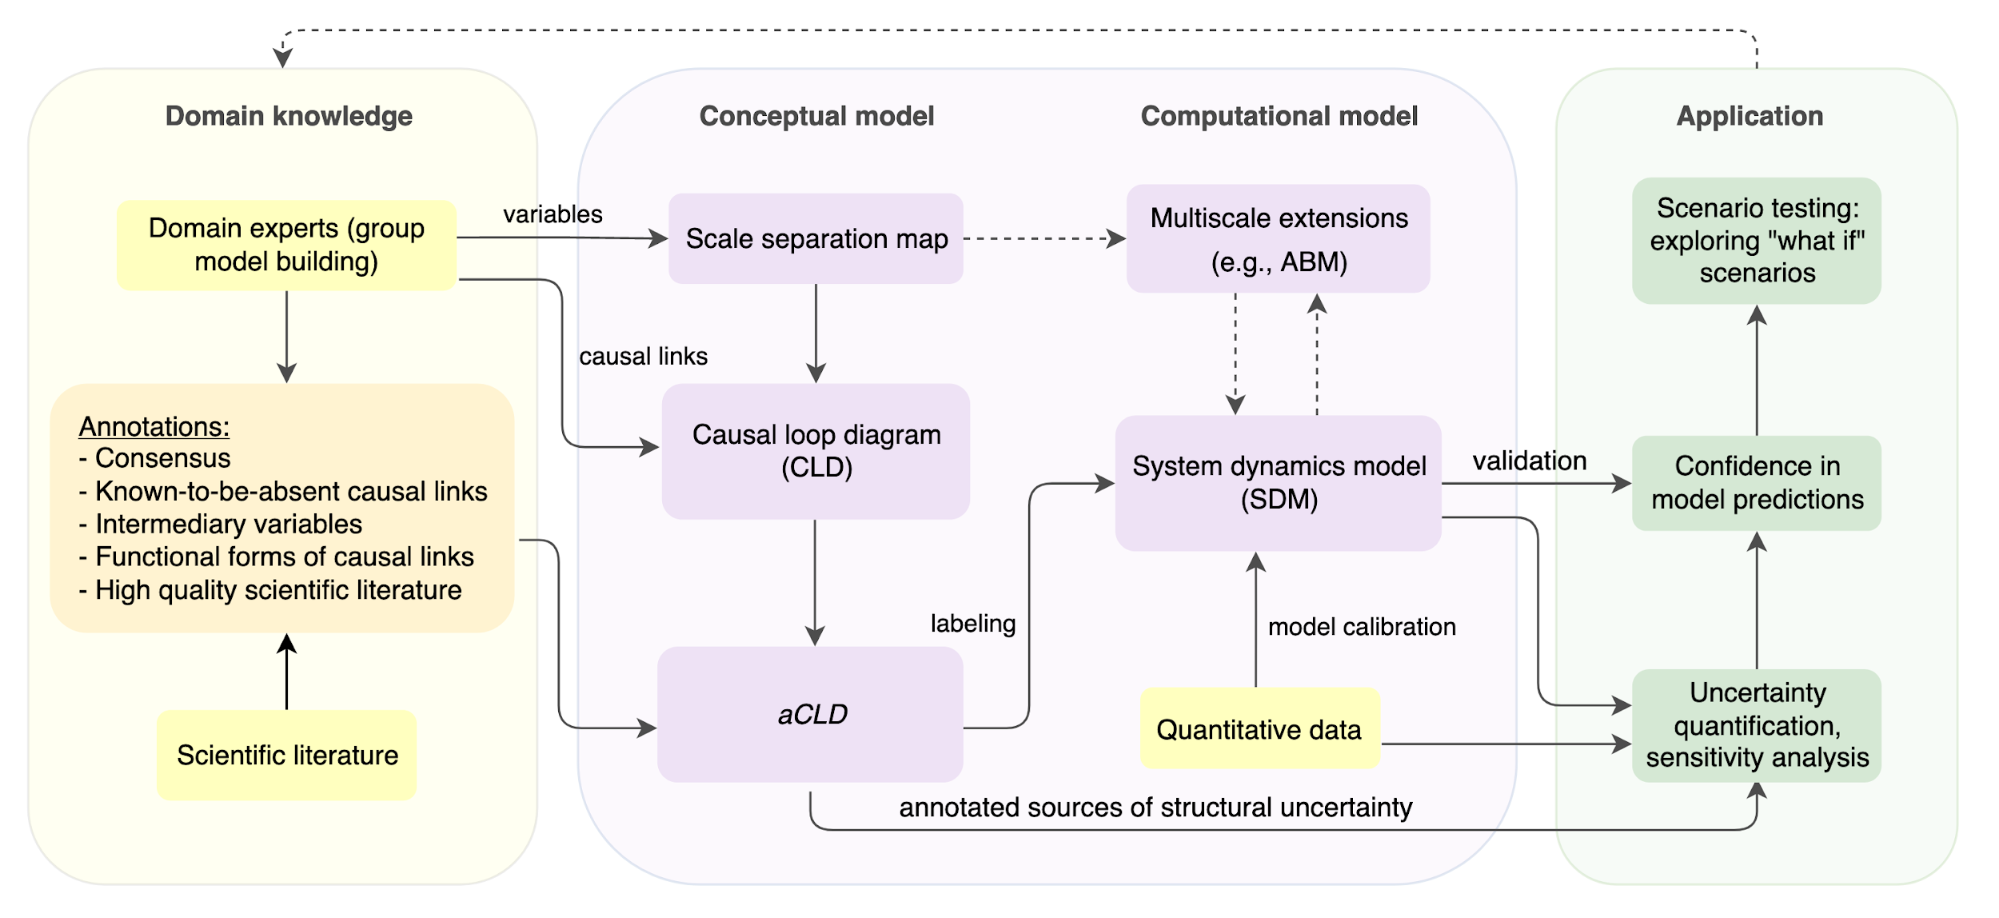 Domain knowledge
Conceptual model
Computational model
Application
Domain experts (group
model building)
variables
Scale separation map
Multiscale extensions
(e.g., ABM)
Scenario testing:
exploring "what if"
scenarios
causal links
Annotations:
- Consensus
- Known-to-be-absent causal links
- Intermediary variables
- Functional forms of causal links
- High quality scientific literature
Causal loop diagram
(CLD)
System dynamics model
(SDM)
validation
Confidence in
model predictions
labeling
model calibration
Scientific literature
aCLD
Quantitative data
Uncertainty
quantification,
sensitivity analysis
annotated sources of structural uncertainty